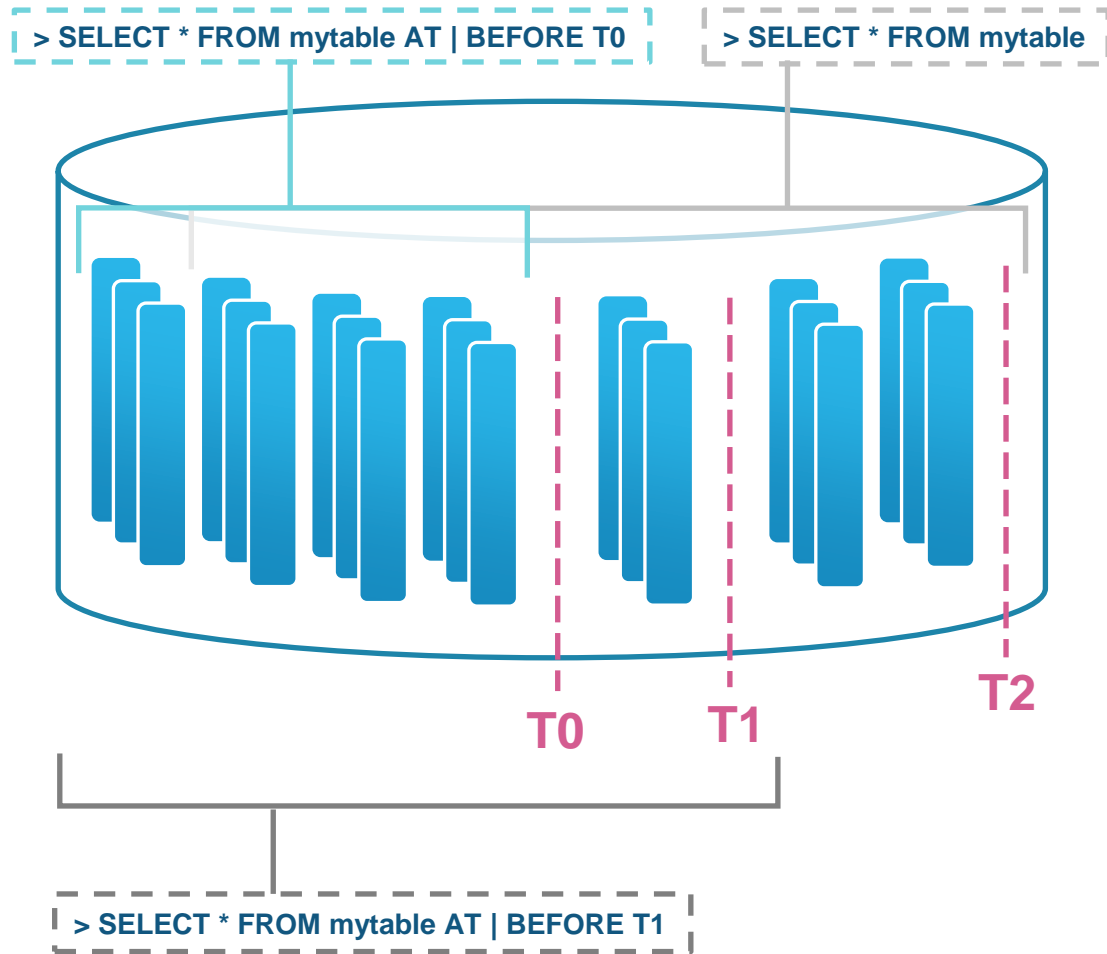 > SELECT * FROM mytable AT | BEFORE T0
> SELECT * FROM mytable
T0
T1
T2
> SELECT * FROM mytable AT | BEFORE T1